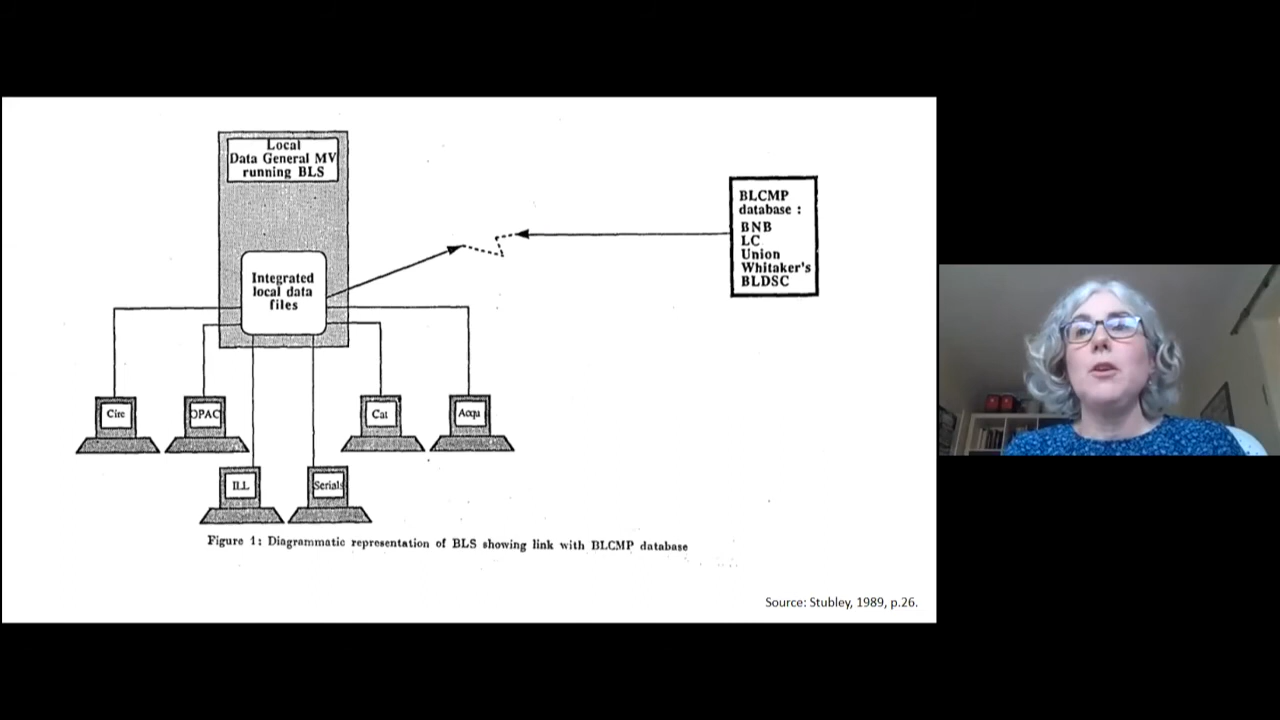 Local
Data General MV
running BLS
Integrated
local data
files
BLCMP
database :
BNB
LC
Union
Whitaker's
BLDSC
Circ
OPAC
Cat
Acqu
ILL
Serials
Figure 1: Diagrammatic representation of BLS showing link with BLCMP database
Source: Stubley, 1989, p.26.